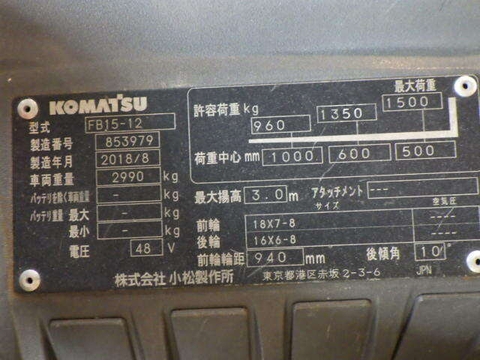 KOMATSU
型式 FB15-12
製造番号 853979
製造年月 2018/8
車両重量 2990 kg
バッテリを除く車両重量 - kg
バッテリ重量 最大 - kg
最小 - kg
電圧 48 V
最大荷重
許容荷重 kg 960 1350 1500
荷重中心 mm 1000 600 500
最大揚高 3.0 m アタッチメント ---
サイズ 空気圧
前輪 18X7-8 ----
後輪 16X6-8 ----
前輪輪距 940 mm 後傾角 10°
株式会社 小松製作所 東京都港区赤坂2-3-6 JPN